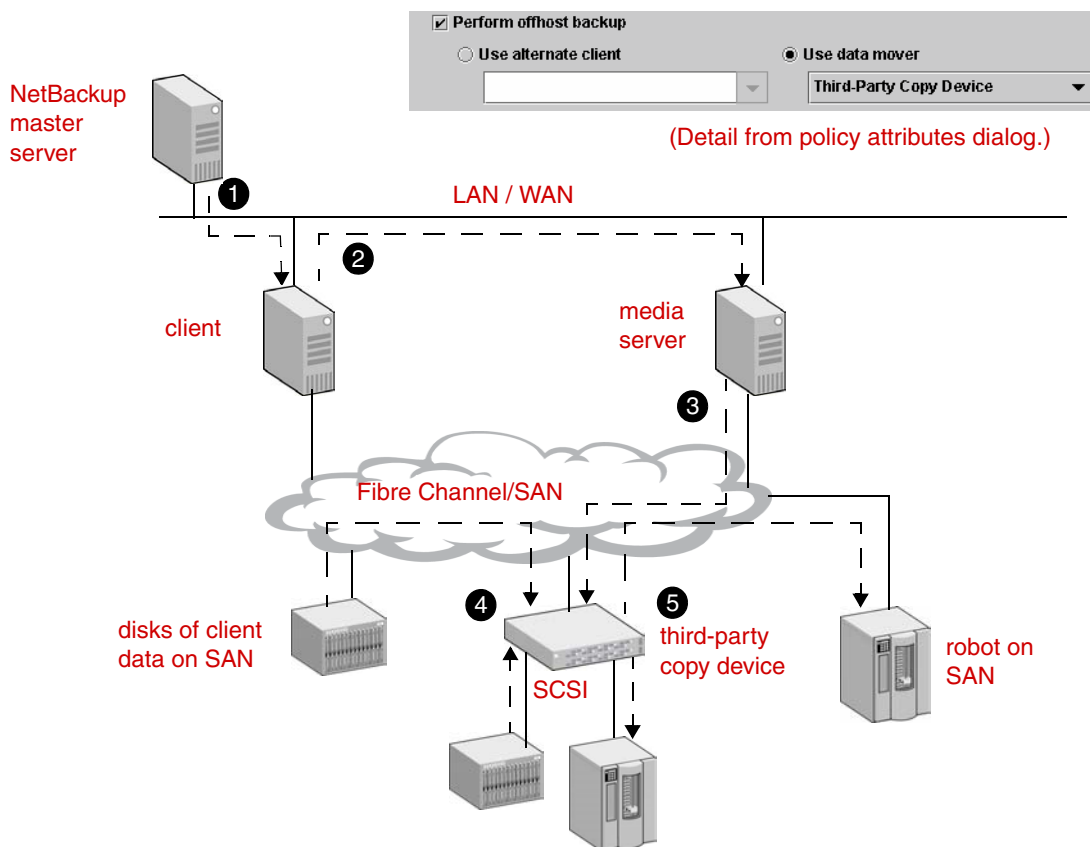 Perform offhost backup
Use alternate client
Use data mover
Third-Party Copy Device
(Detail from policy attributes dialog.)
NetBackup
master
server
1
LAN / WAN
2
client
media
server
3
Fibre Channel/SAN
4
5
disks of client
data on SAN
third-party
copy device
robot on
SAN
SCSI